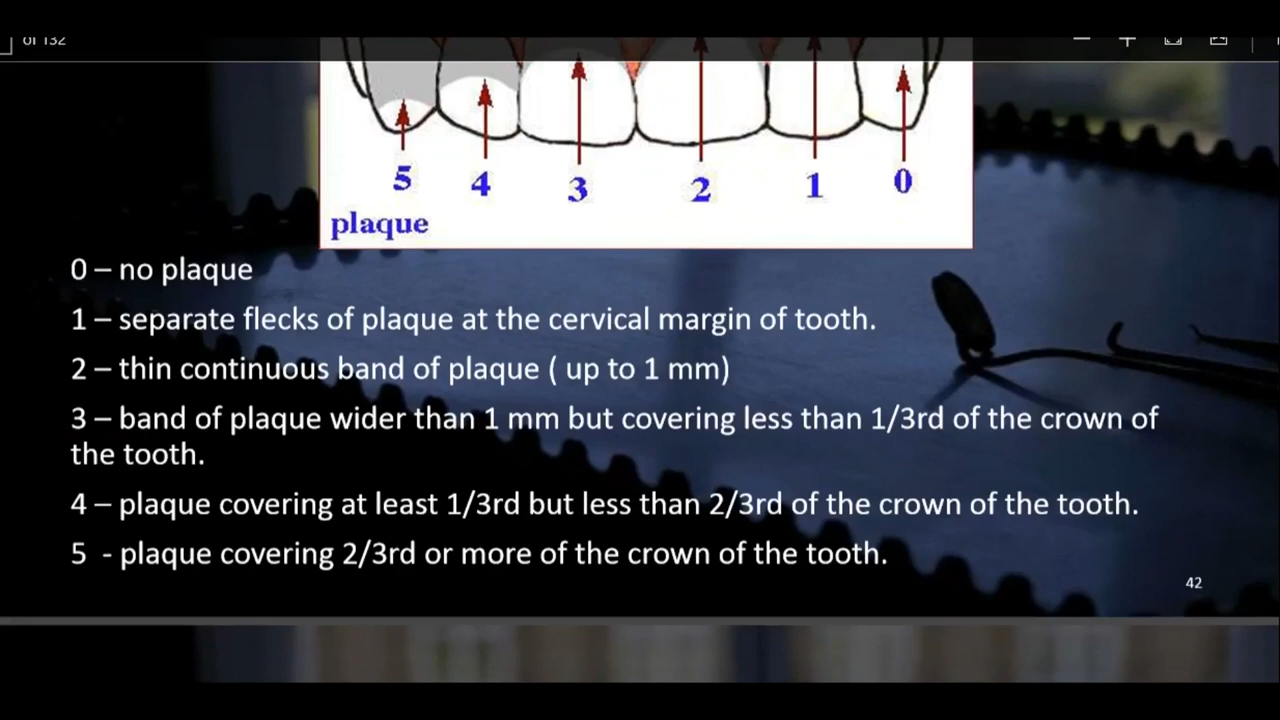 of 132
5 4 3 2 1 0
plaque
0 – no plaque
1 – separate flecks of plaque at the cervical margin of tooth.
2 – thin continuous band of plaque ( up to 1 mm)
3 – band of plaque wider than 1 mm but covering less than 1/3rd of the crown of
the tooth.
4 – plaque covering at least 1/3rd but less than 2/3rd of the crown of the tooth.
5 - plaque covering 2/3rd or more of the crown of the tooth.
42